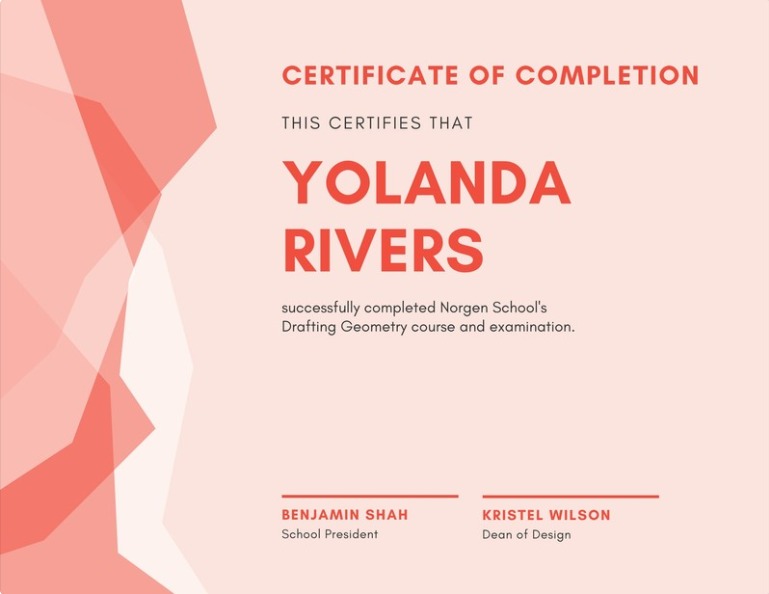 CERTIFICATE OF COMPLETION
THIS CERTIFIES THAT
YOLANDA
RIVERS
successfully completed Norgen School's
Drafting Geometry course and examination.
BENJAMIN SHAH
School President
KRISTEL WILSON
Dean of Design